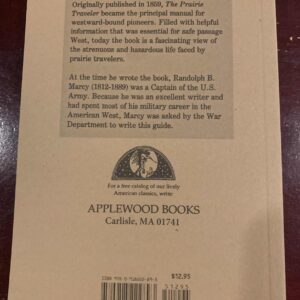 Originally published in 1859, The Prairie
Traveler became the principal manual for
westward-bound pioneers. Filled with helpful
information that was essential for safe passage
West, today the book is a fascinating view of
the strenuous and hazardous life faced by
prairie travelers.
At the time he wrote the book, Randolph B.
Marcy (1812-1889) was a Captain of the U.S.
Army. Because he was an excellent writer and
had spent most of his military career in the
American West, Marcy was asked by the War
Department to write this guide.
For a free catalog of our lively
American classics, write
APPLEWOOD BOOKS
Carlisle, MA 01741
$12.95
51295